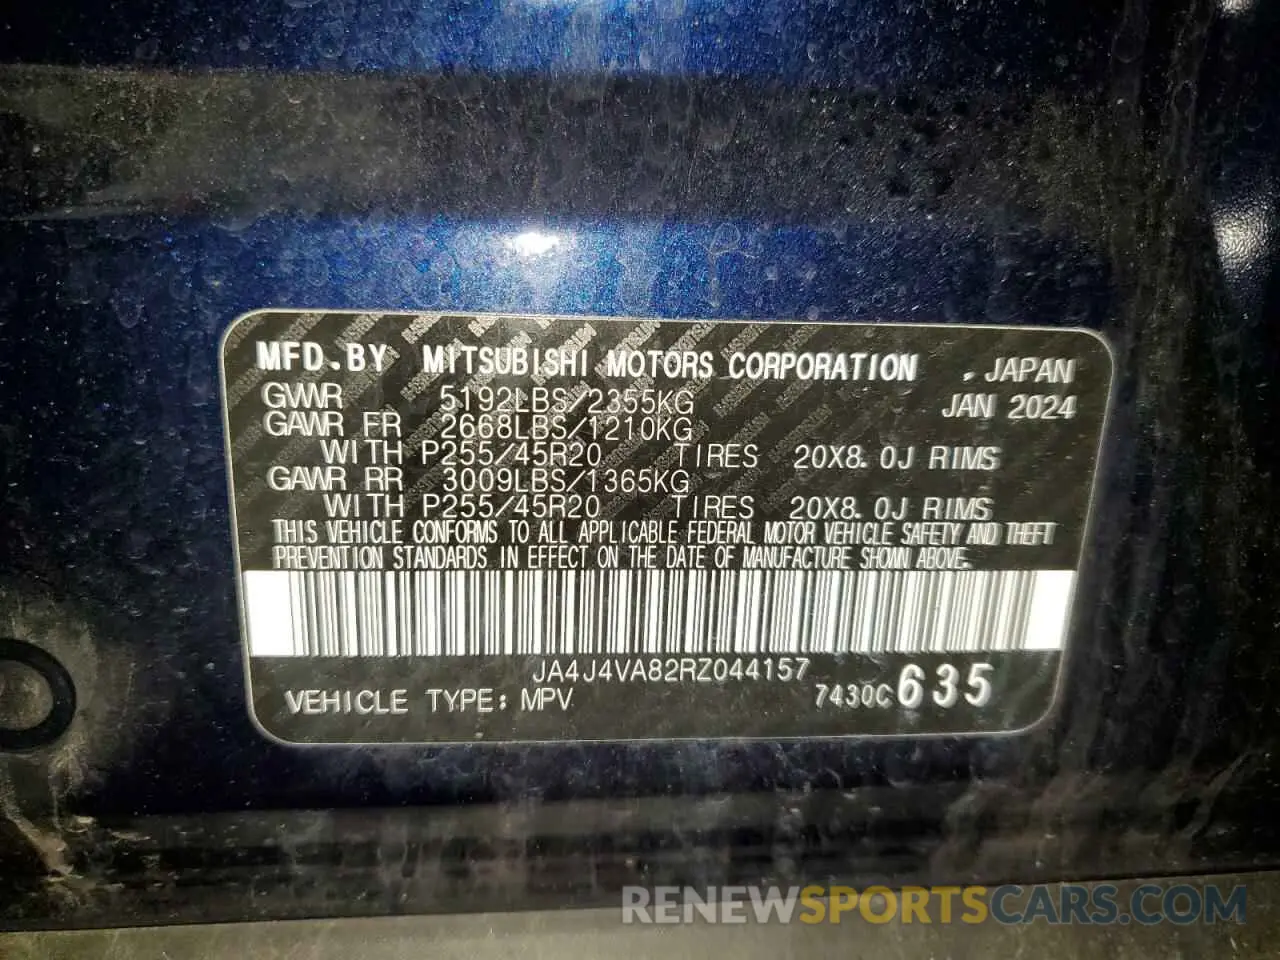 MFD.BY MITSUBISHI MOTORS CORPORATION . JAPAN
GWVR 5192LBS/2355KG JAN 2024
GAWR FR 2668LBS/1210KG
WITH P255/45R20 TIRES 20X8.0J RIMS
GAWR RR 3009LBS/1365KG
WITH P255/45R20 TIRES 20X8.0J RIMS
THIS VEHICLE CONFORMS TO ALL APPLICABLE FEDERAL MOTOR VEHICLE SAFETY AND THEFT
PREVENTION STANDARDS IN EFFECT ON THE DATE OF MANUFACTURE SHOWN ABOVE.
JA4J4VA82RZ044157
VEHICLE TYPE: MPV 7430C635
RENEWSPORTSCARS.COM